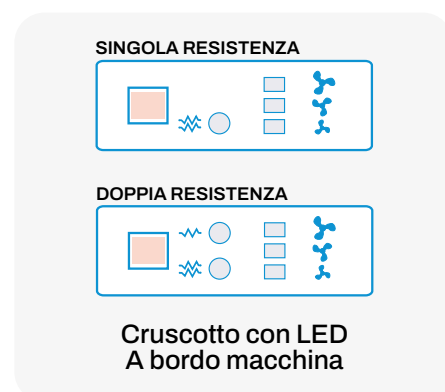 SINGOLA RESISTENZA
DOPPIA RESISTENZA
Cruscotto con LED
A bordo macchina